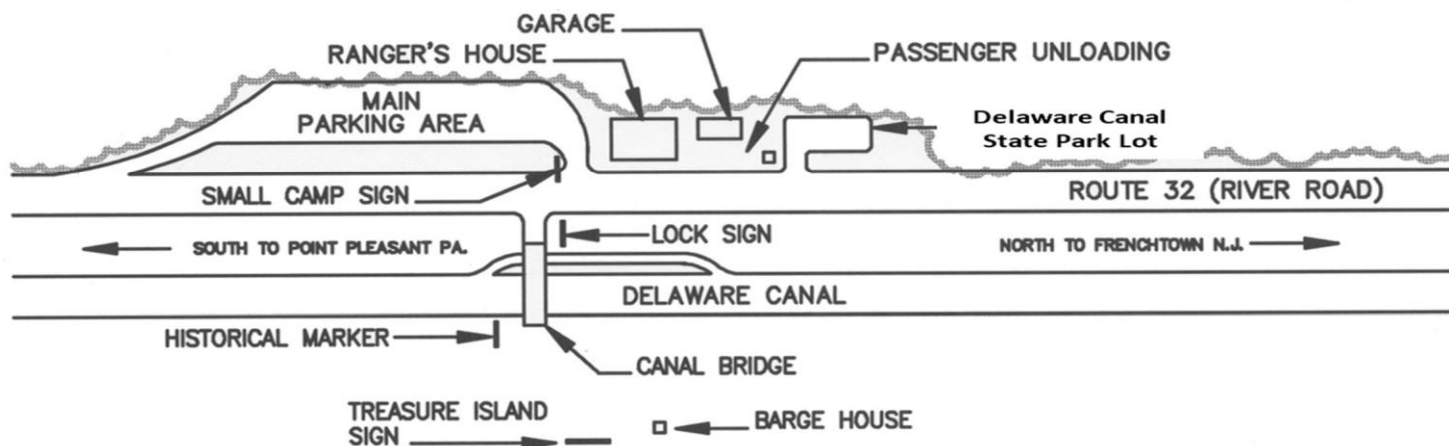 GARAGE
RANGER'S HOUSE
PASSENGER UNLOADING
MAIN
PARKING AREA
Delaware Canal
State Park Lot
SMALL CAMP SIGN
ROUTE 32 (RIVER ROAD)
LOCK SIGN
SOUTH TO POINT PLEASANT PA.
NORTH TO FRENCHTOWN N.J.
DELAWARE CANAL
HISTORICAL MARKER
CANAL BRIDGE
TREASURE ISLAND
SIGN
BARGE HOUSE